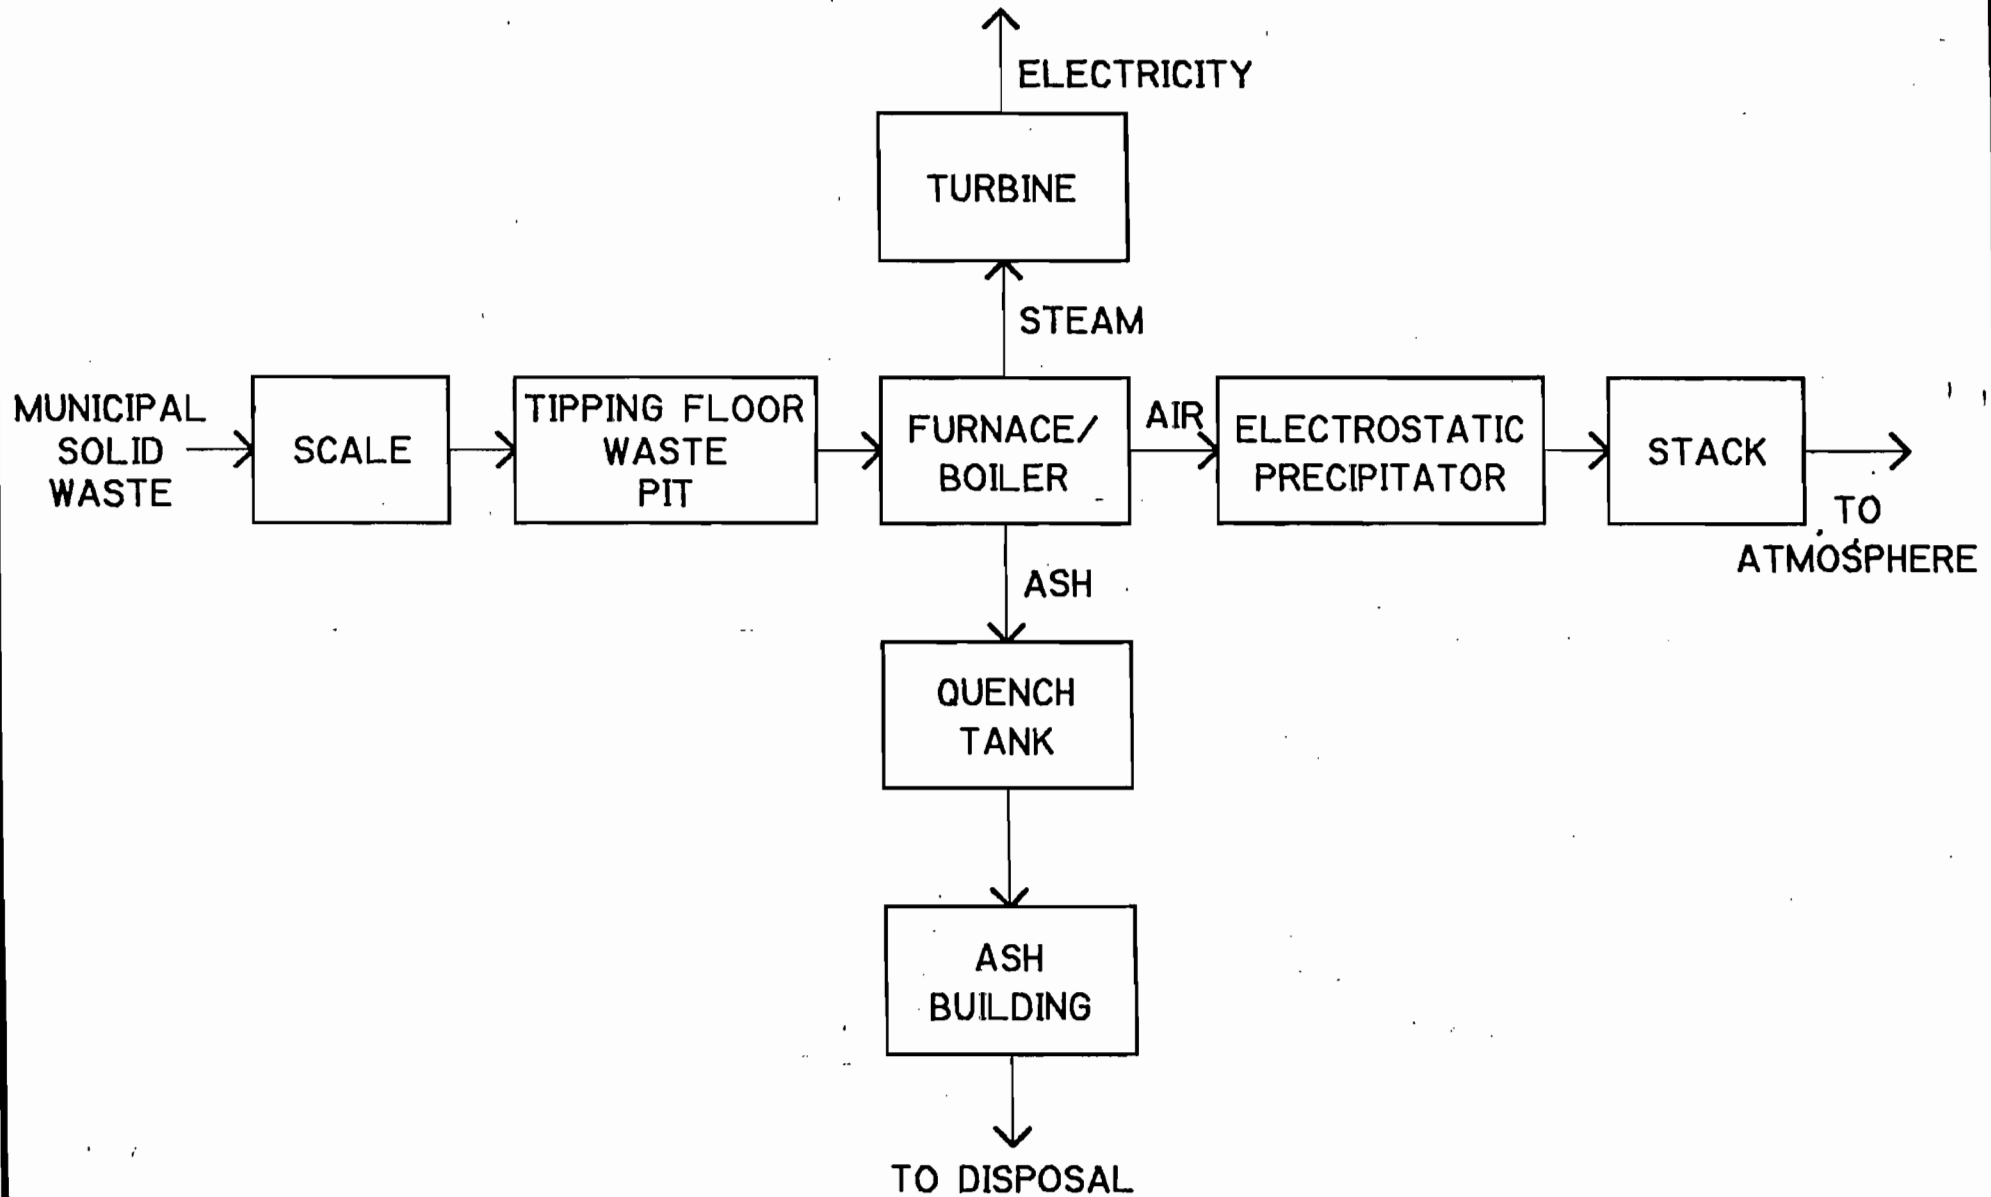 ELECTRICITY
TURBINE
STEAM
MUNICIPAL
SOLID
WASTE
SCALE
TIPPING FLOOR
WASTE
PIT
FURNACE/
BOILER
AIR
ELECTROSTATIC
PRECIPITATOR
STACK
TO
ATMOSPHERE
ASH
QUENCH
TANK
ASH
BUILDING
TO DISPOSAL